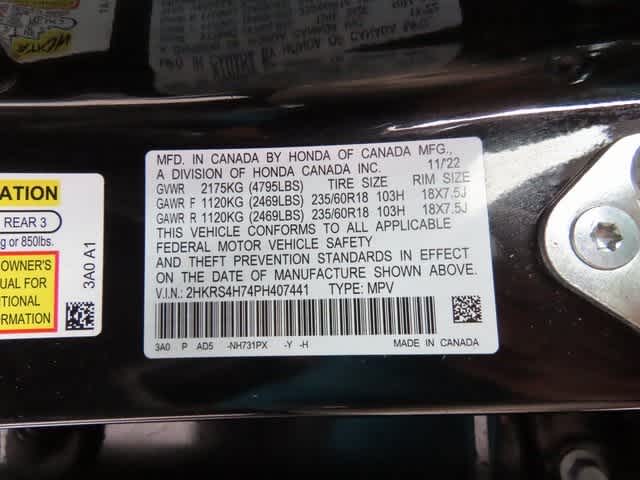 MFD. IN CANADA BY HONDA OF CANADA MFG.,
A DIVISION OF HONDA CANADA INC. 11/22
GVWR 2175KG (4795LBS) TIRE SIZE RIM SIZE
GAWR F 1120KG (2469LBS) 235/60R18 103H 18X7.5J
GAWR R 1120KG (2469LBS) 235/60R18 103H 18X7.5J
THIS VEHICLE CONFORMS TO ALL APPLICABLE
FEDERAL MOTOR VEHICLE SAFETY
AND THEFT PREVENTION STANDARDS IN EFFECT
ON THE DATE OF MANUFACTURE SHOWN ABOVE.
V.I.N.: 2HKRS4H74PH407441 TYPE: MPV
3A0 P AD5 -NH731PX -Y -H MADE IN CANADA
ATION
REAR 3
g or 850lbs.
OWNER'S
UAL FOR
TIONAL
ORMATION
3A0 A1